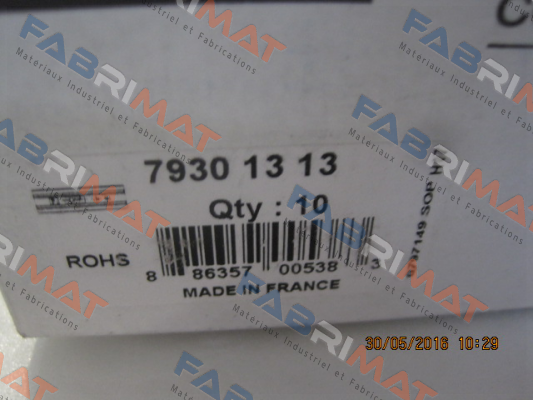 7930 13 13
Qty : 10
ROHS
8 86357 00538 3
MADE IN FRANCE
30/05/2016 10:29
FABRIMAT
Materiaux Industriel et Fabrications